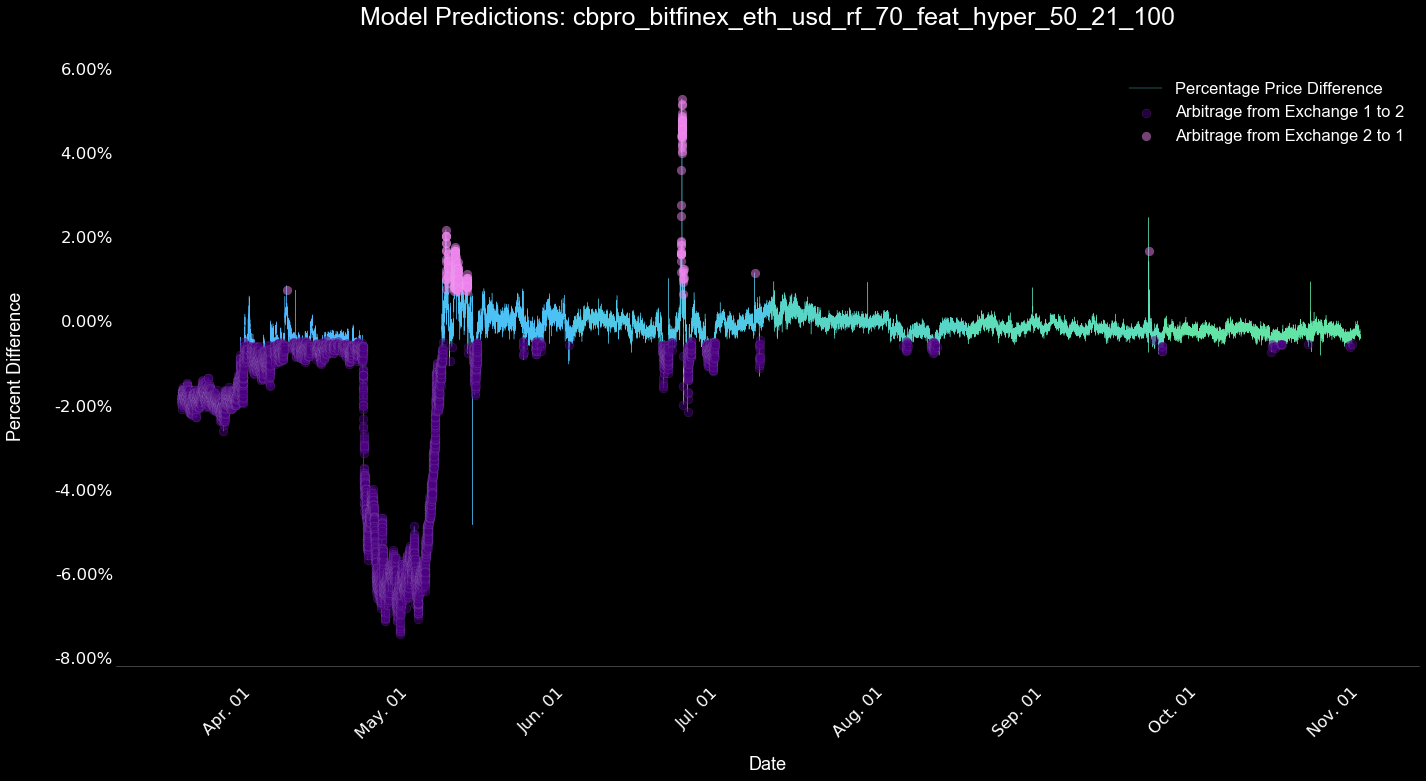 Model Predictions: cbpro_bitfinex_eth_usd_rf_70_feat_hyper_50_21_100
6.00%
4.00%
2.00%
0.00%
-2.00%
-4.00%
-6.00%
-8.00%
Percent Difference
Percentage Price Difference
Arbitrage from Exchange 1 to 2
Arbitrage from Exchange 2 to 1
Apr. 01
May. 01
Jun. 01
Jul. 01
Aug. 01
Sep. 01
Oct. 01
Nov. 01
Date